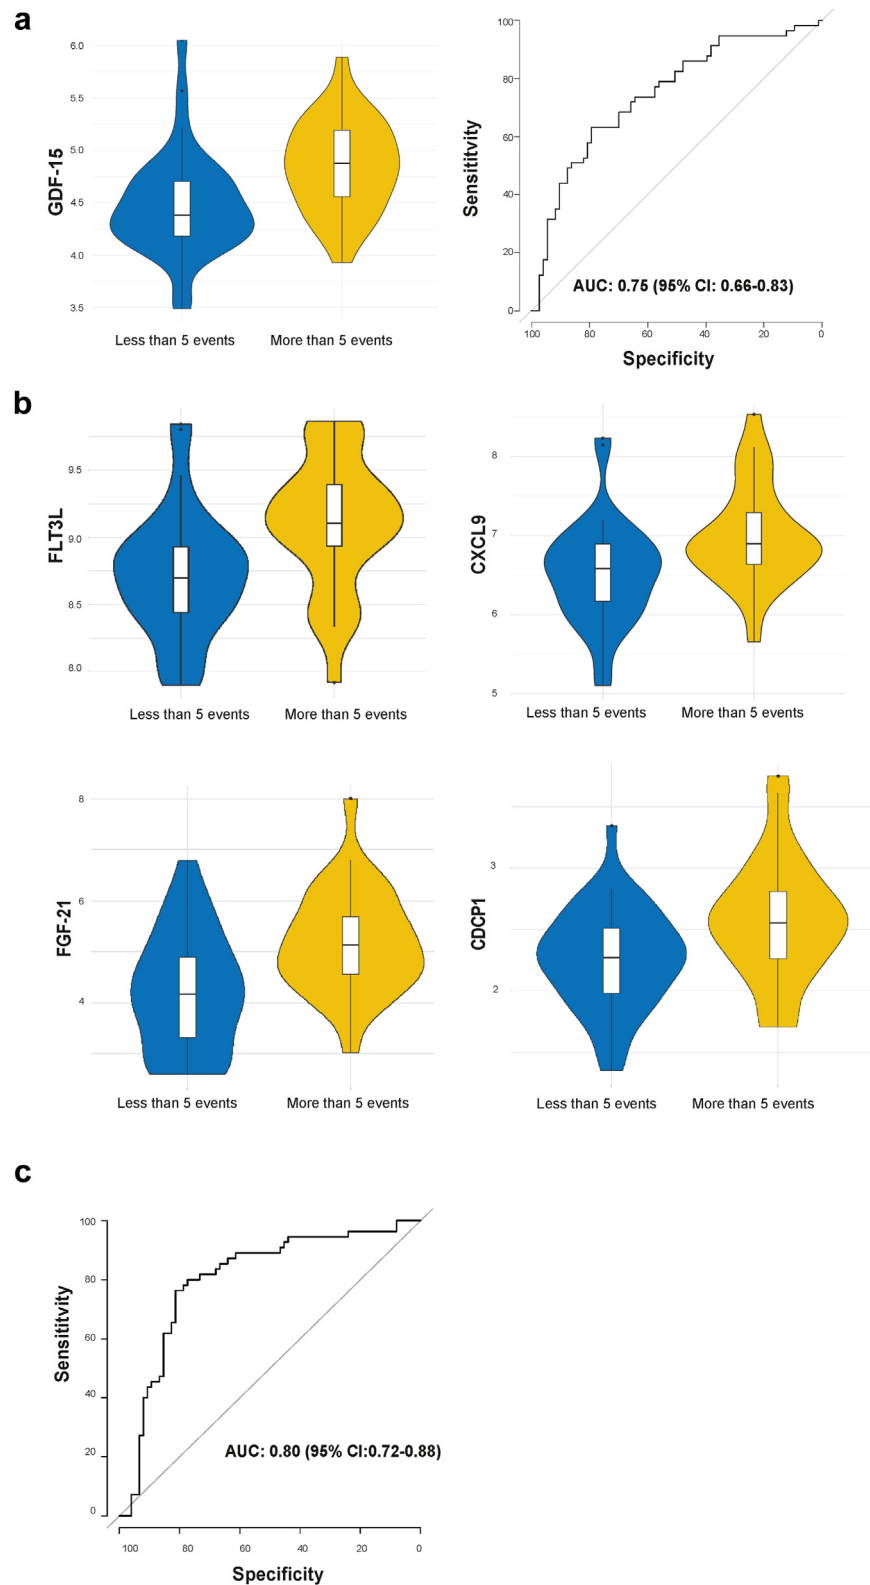 a
6.0
5.5
5.0
4.5
4.0
3.5
GDF-15
Less than 5 events
More than 5 events
100
80
60
40
20
0
Sensititvity
AUC: 0.75 (95% CI: 0.66-0.83)
100 80 60 40 20 0
Specificity
b
9.5
9.0
8.5
8.0
FLT3L
Less than 5 events
More than 5 events
8
7
6
5
CXCL9
Less than 5 events
More than 5 events
8
6
4
FGF-21
Less than 5 events
More than 5 events
3
2
CDCP1
Less than 5 events
More than 5 events
c
100
80
60
40
20
0
Sensititvity
AUC: 0.80 (95% CI:0.72-0.88)
100 80 60 40 20 0
Specificity